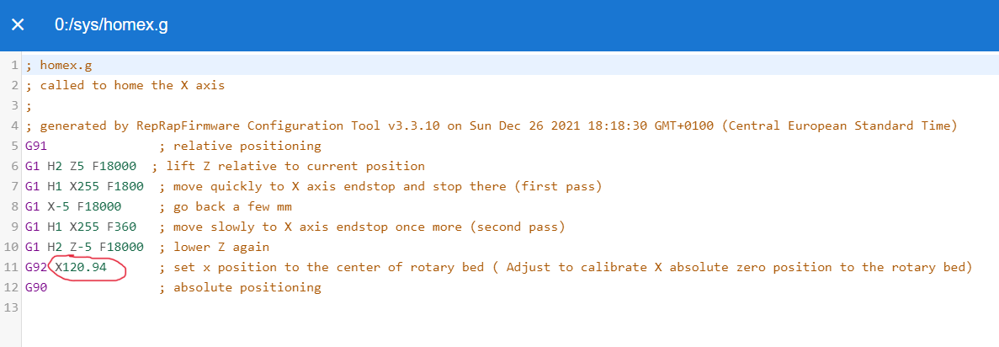 0:/sys/homex.g
1 ; homex.g
2 ; called to home the X axis
3 ;
4 ; generated by RepRapFirmware Configuration Tool v3.3.10 on Sun Dec 26 2021 18:18:30 GMT+0100 (Central European Standard Time)
5 G91 ; relative positioning
6 G1 H2 Z5 F18000 ; lift Z relative to current position
7 G1 H1 X255 F1800 ; move quickly to X axis endstop and stop there (first pass)
8 G1 X-5 F18000 ; go back a few mm
9 G1 H1 X255 F360 ; move slowly to X axis endstop once more (second pass)
10 G1 H2 Z-5 F18000 ; lower Z again
11 G92 X120.94 ; set x position to the center of rotary bed ( Adjust to calibrate X absolute zero position to the rotary bed)
12 G90 ; absolute positioning
13